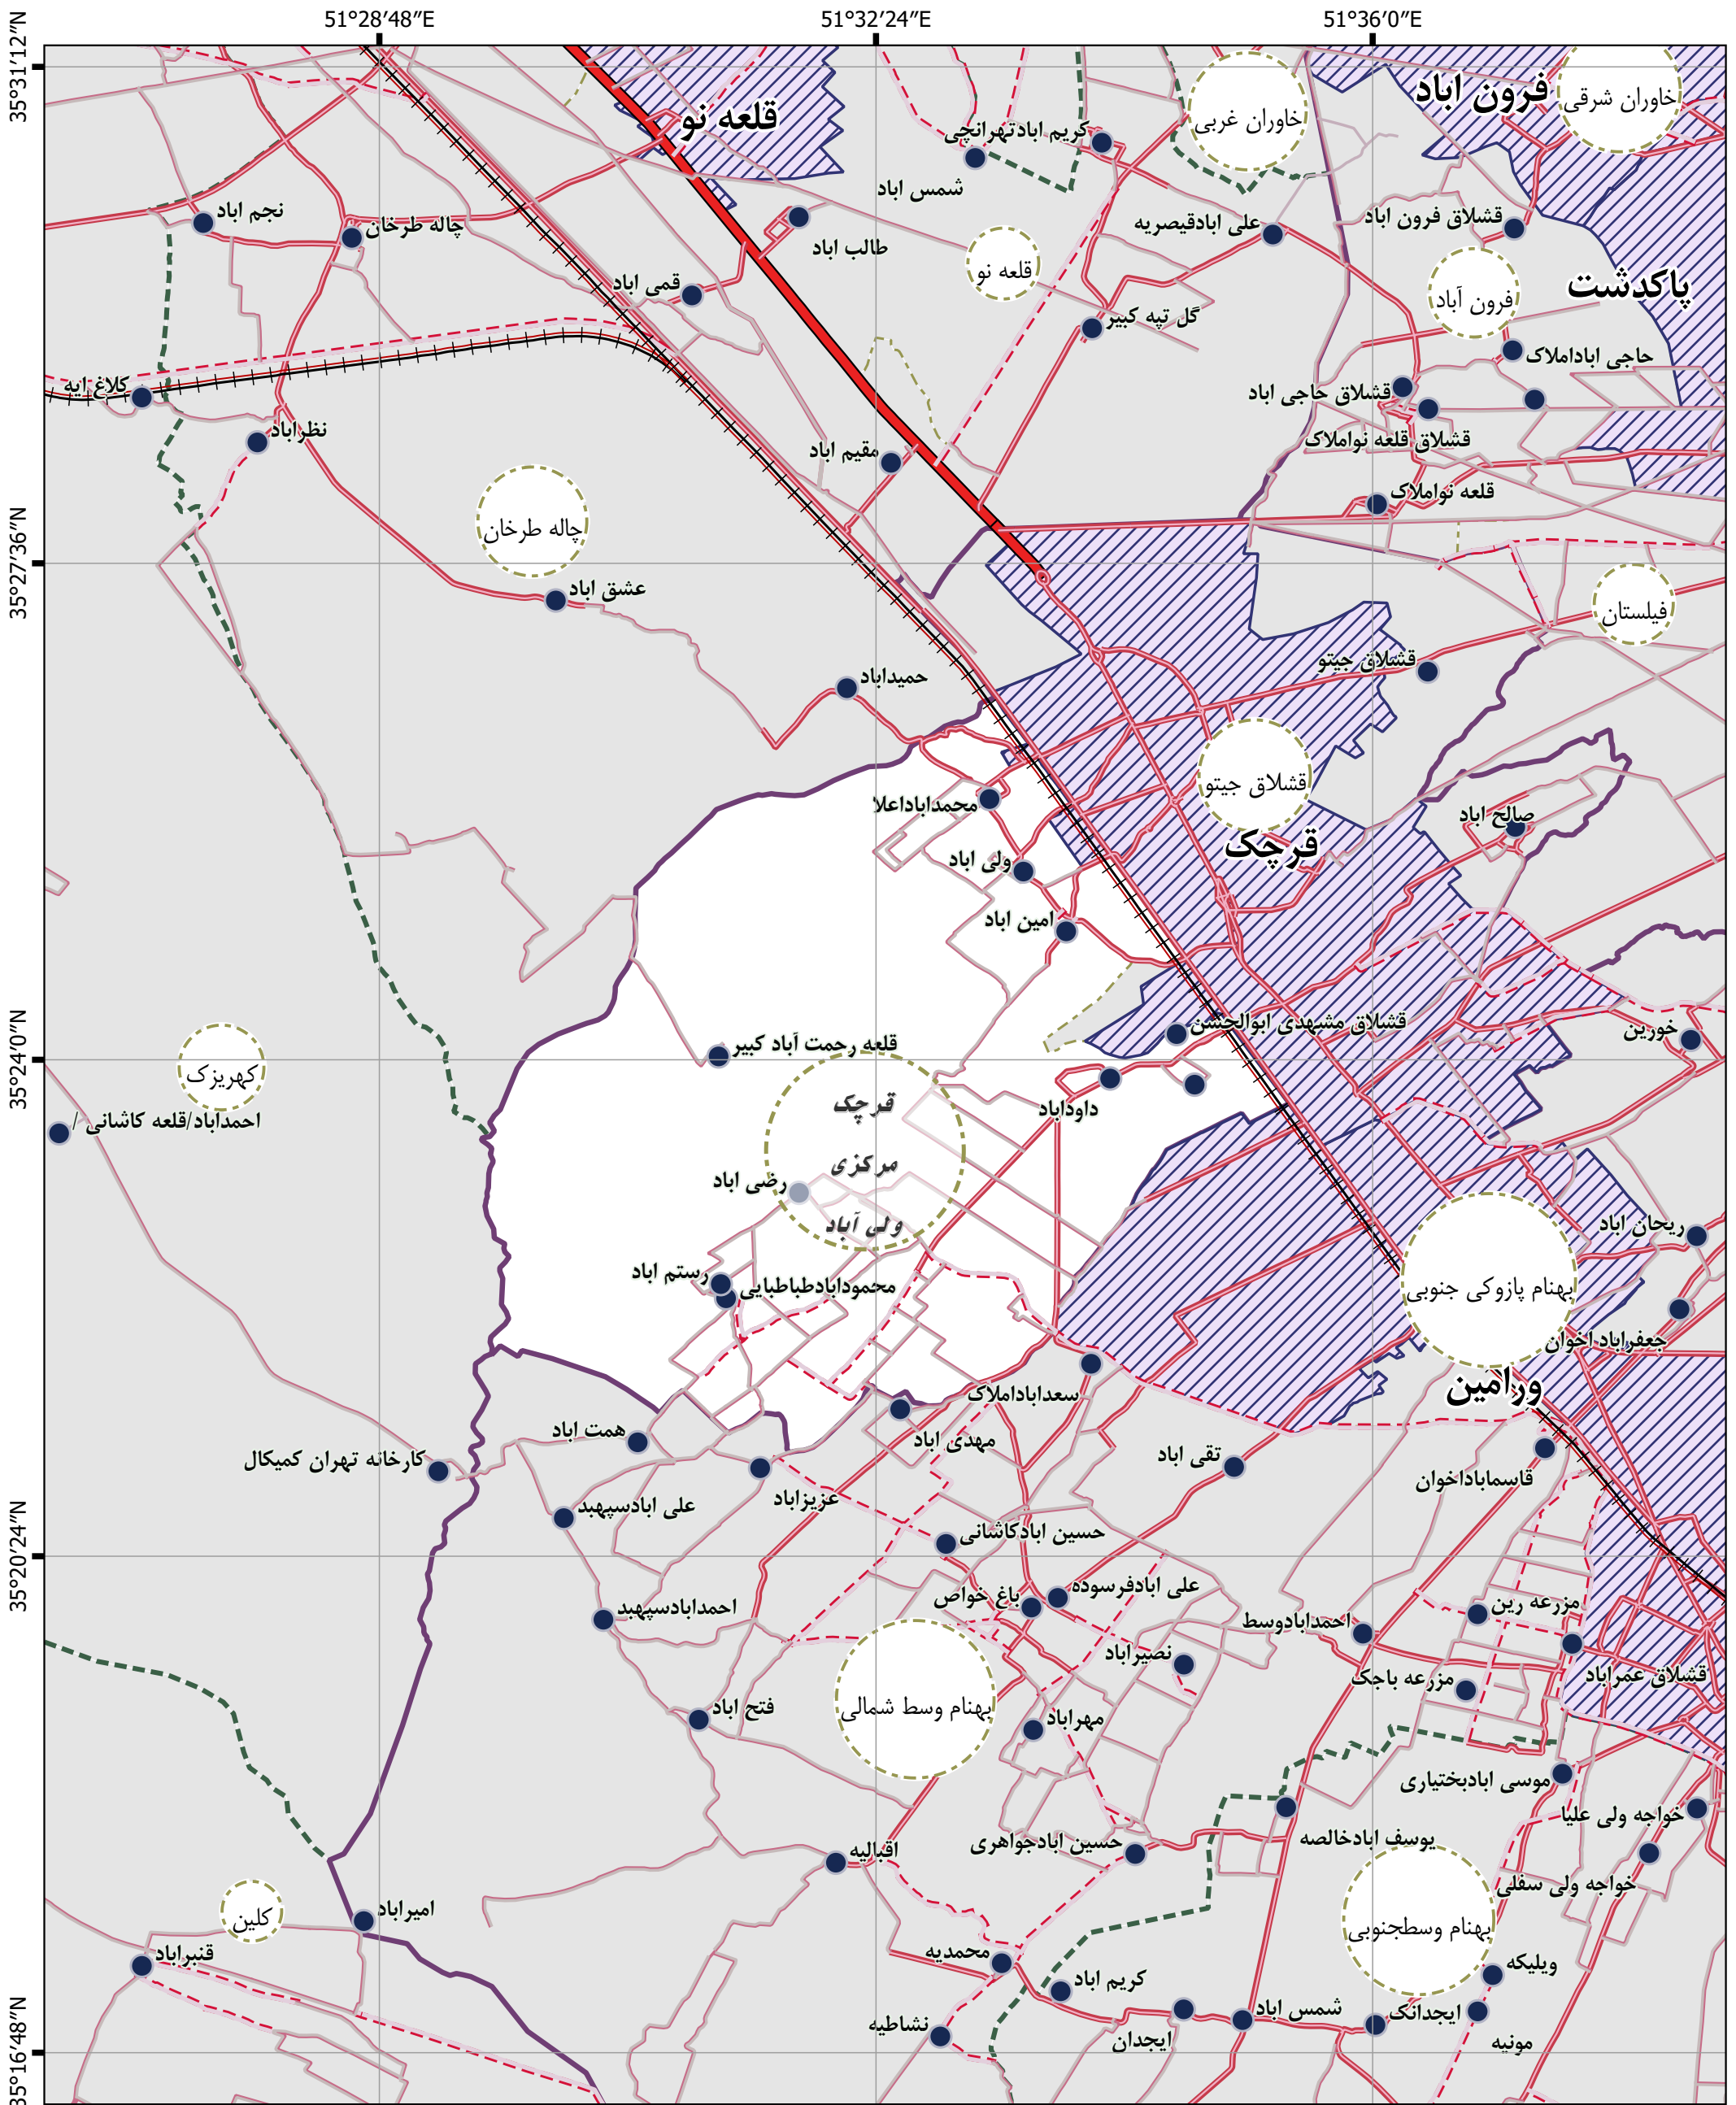 51°28′48″E
51°32′24″E
51°36′0″E
35°31′12″N
35°27′36″N
35°24′0″N
35°20′24″N
35°16′48″N
قلعه نو
فرون اباد
خاوران شرقی
خاوران غربی
کریم ابادتهرانچی
شمس اباد
نجم اباد
چاله طرخان
طالب اباد
علی ابادقیصریه
قشلاق فرون اباد
قلعه نو
قمی اباد
فرون آباد
پاکدشت
گل تپه کبیر
حاجی اباداملاک
کلاغ ایه
قشلاق حاجی اباد
نظراباد
قشلاق قلعه نواملاک
مقیم اباد
قلعه نواملاک
چاله طرخان
عشق اباد
فیلستان
قشلاق جیتو
حمیداباد
قشلاق جیتو
محمداباداعلا
صالح اباد
قرچک
ولی اباد
امین اباد
قشلاق مشهدی ابوالحسن
خورین
قلعه رحمت آباد کبیر
کهریزک
قرچک
داوداباد
احمداباد/قلعه کاشانی /
مرکزی
رضی اباد
ولی آباد
ریحان اباد
رستم اباد
محمودابادطباطبایی
بهنام پازوکی جنوبی
جعفراباد اخوان
سعداباداملاک
ورامین
همت اباد
مهدی اباد
تقی اباد
کارخانه تهران کمیکال
قاسماباداخوان
عزیزاباد
علی ابادسپهبد
حسین ابادکاشانی
علی ابادفرسوده
باغ خواص
احمدابادسپهبد
مزرعه رین
احمدابادوسط
نصیراباد
قشلاق عمراباد
مزرعه باجک
فتح اباد
بهنام وسط شمالی
مهراباد
موسی ابادبختیاری
خواجه ولی علیا
یوسف ابادخالصه
حسین ابادجواهری
اقبالیه
خواجه ولی سفلی
امیراباد
کلین
بهنام وسطجنوبی
قنبراباد
محمدیه
ویلیکه
کریم اباد
شمس اباد
ایجدانک
نشاطیه
ایجدان
مونیه